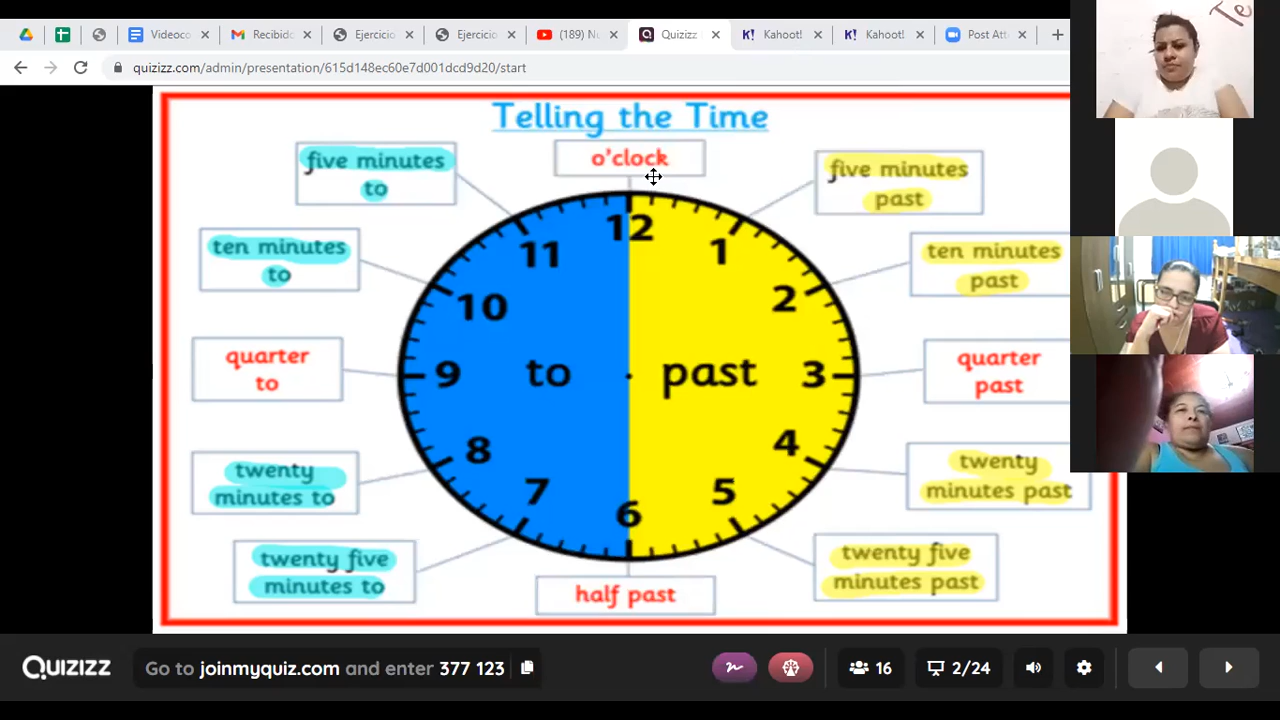 Videoco
Recibido
Ejercicio
Ejercicio
(189) Nu
Quizizz
Kahoot!
Kahoot!
Post Att
quizizz.com/admin/presentation/615d148ec60e7d001dcd9d20/start
Telling the Time
o'clock
five minutes
to
five minutes
past
ten minutes
to
ten minutes
past
quarter
to
quarter
past
twenty
minutes to
twenty
minutes past
twenty five
minutes to
twenty five
minutes past
half past
12
11
1
10
2
9
to
past
3
8
4
7
5
6
Te
Quizizz
Go to joinmyquiz.com and enter 377 123
16
2/24